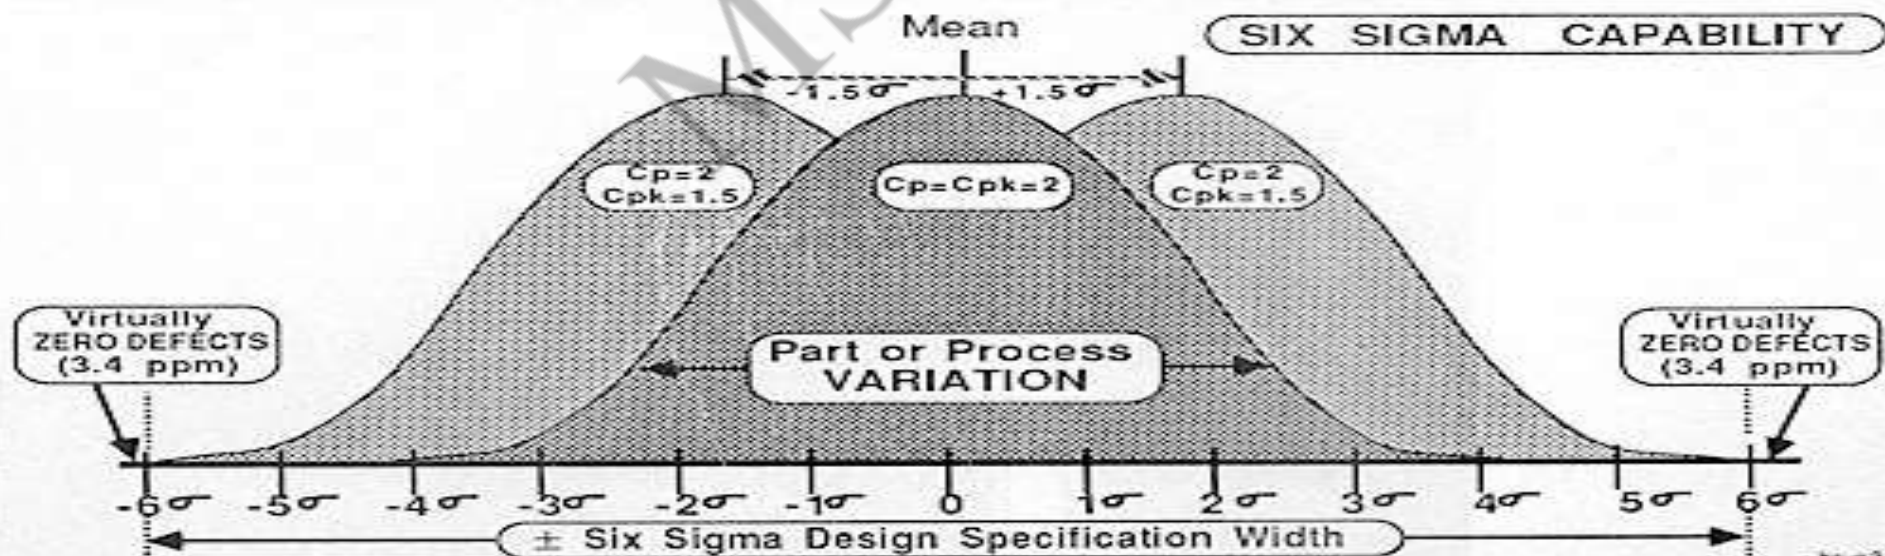 Mean
SIX SIGMA CAPABILITY
-1.5σ +1.5σ
Cp=2
Cpk=1.5
Cp=Cpk=2
Cp=2
Cpk=1.5
Virtually
ZERO DEFECTS
(3.4 ppm)
Part or Process
VARIATION
Virtually
ZERO DEFECTS
(3.4 ppm)
-6σ -5σ -4σ -3σ -2σ -1σ 0 1σ 2σ 3σ 4σ 5σ 6σ
± Six Sigma Design Specification Width